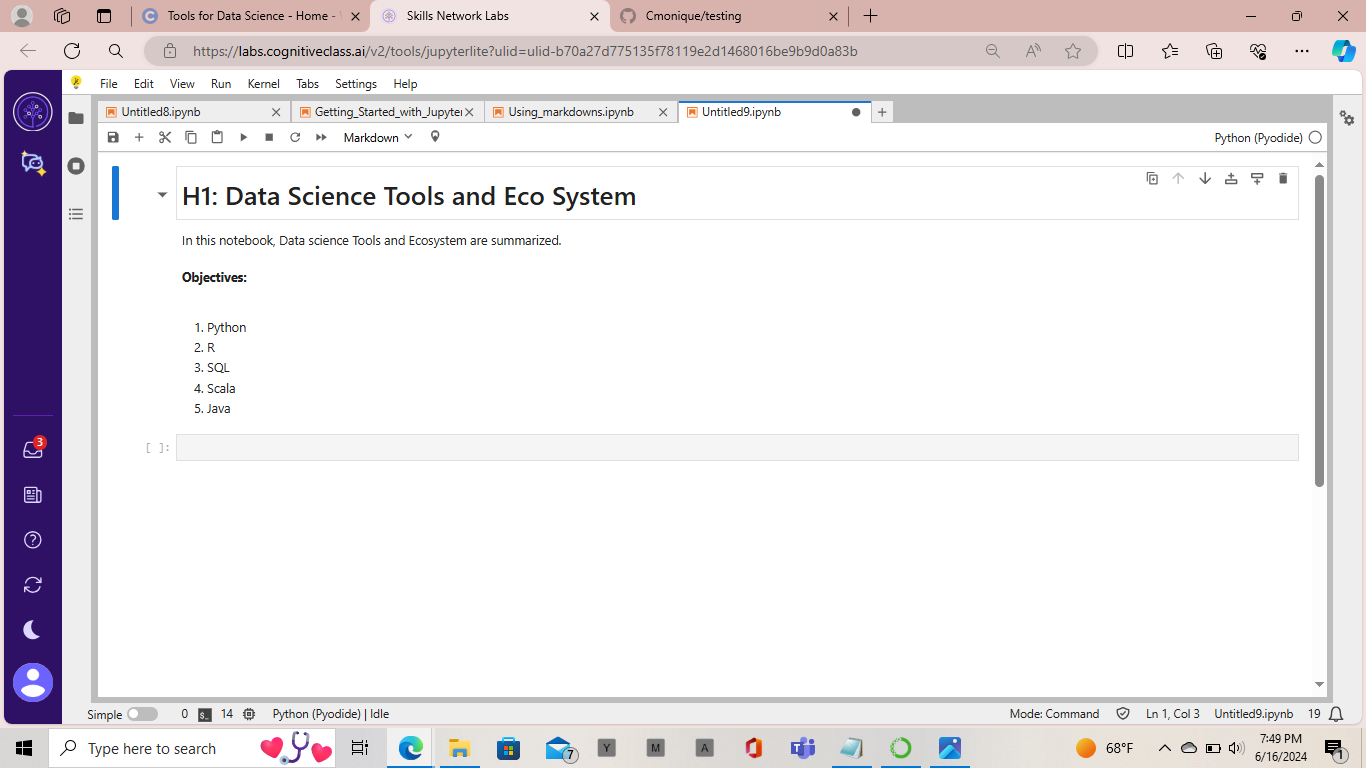 Tools for Data Science - Home -
Skills Network Labs
Cmonique/testing
https://labs.cognitiveclass.ai/v2/tools/jupyterlite?ulid=ulid-b70a27d775135f78119e2d1468016be9b9d0a83b
File Edit View Run Kernel Tabs Settings Help
Untitled8.ipynb
Getting_Started_with_Jupyter
Using_markdowns.ipynb
Untitled9.ipynb
Markdown
Python (Pyodide)
H1: Data Science Tools and Eco System
In this notebook, Data science Tools and Ecosystem are summarized.
Objectives:
1. Python
2. R
3. SQL
4. Scala
5. Java
[ ]:
3
Simple 0 $_ 14 Python (Pyodide) | Idle Mode: Command Ln 1, Col 3 Untitled9.ipynb 19
Type here to search
7
Y
M
A
68°F
7:49 PM
6/16/2024
1